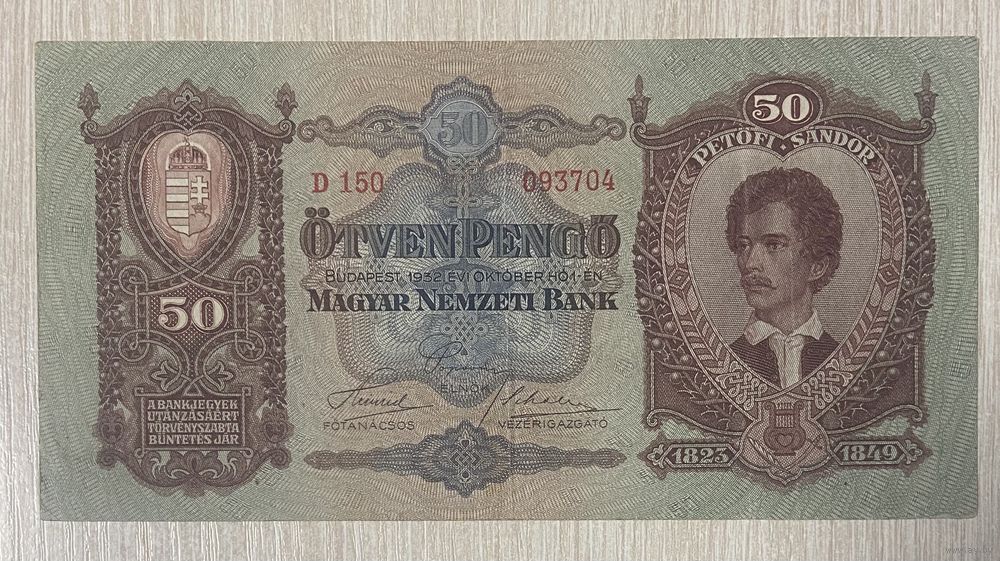 50
50
PETŐFI • SÁNDOR
D 150 093704
ÖTVEN PENGŐ
BUDAPEST, 1932 ÉVI OKTÓBER HÓ 1-ÉN
MAGYAR NEMZETI BANK
50
ELNÖK
FŐTANÁCSOS VEZÉRIGAZGATÓ
A BANKJEGYEK
UTÁNZÁSÁÉRT
TÖRVÉNYSZABTA
BÜNTETÉS JÁR
1823 1849